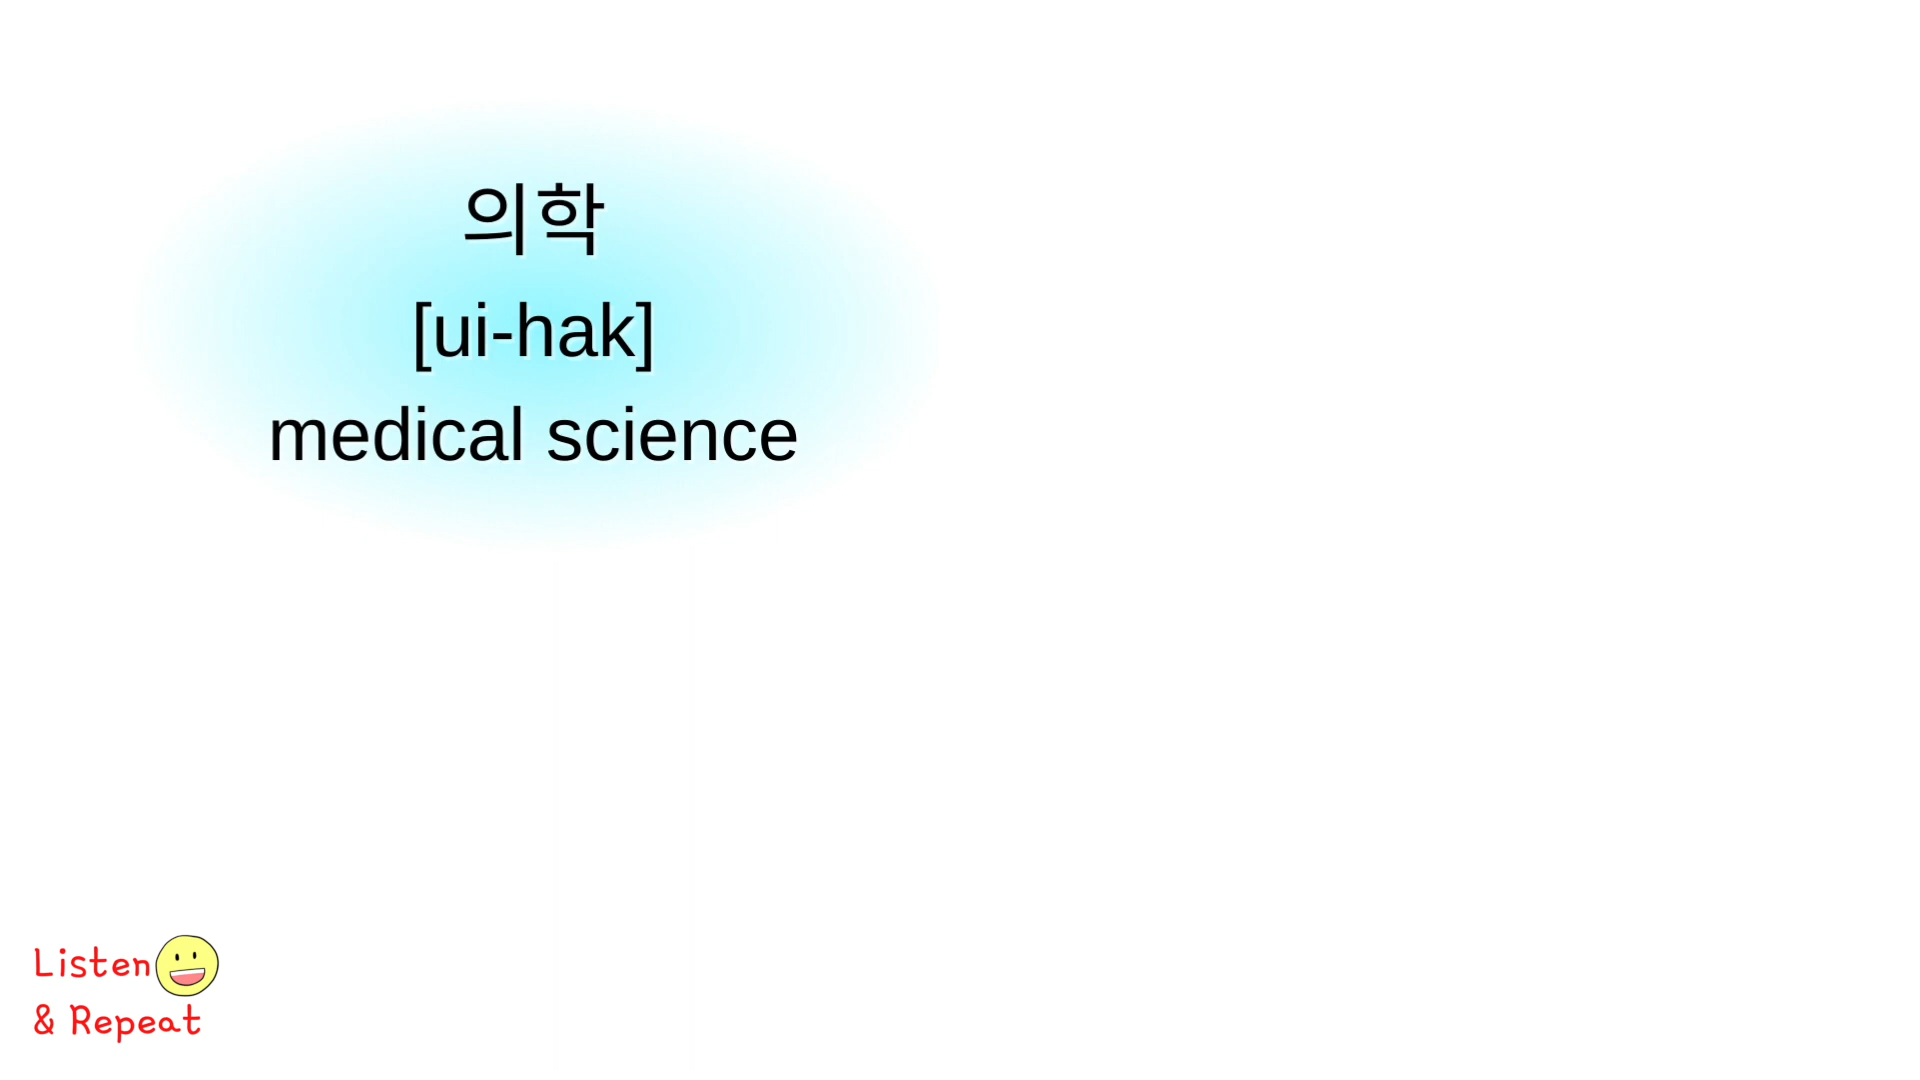 의학
[ui-hak]
medical science
Listen
& Repeat